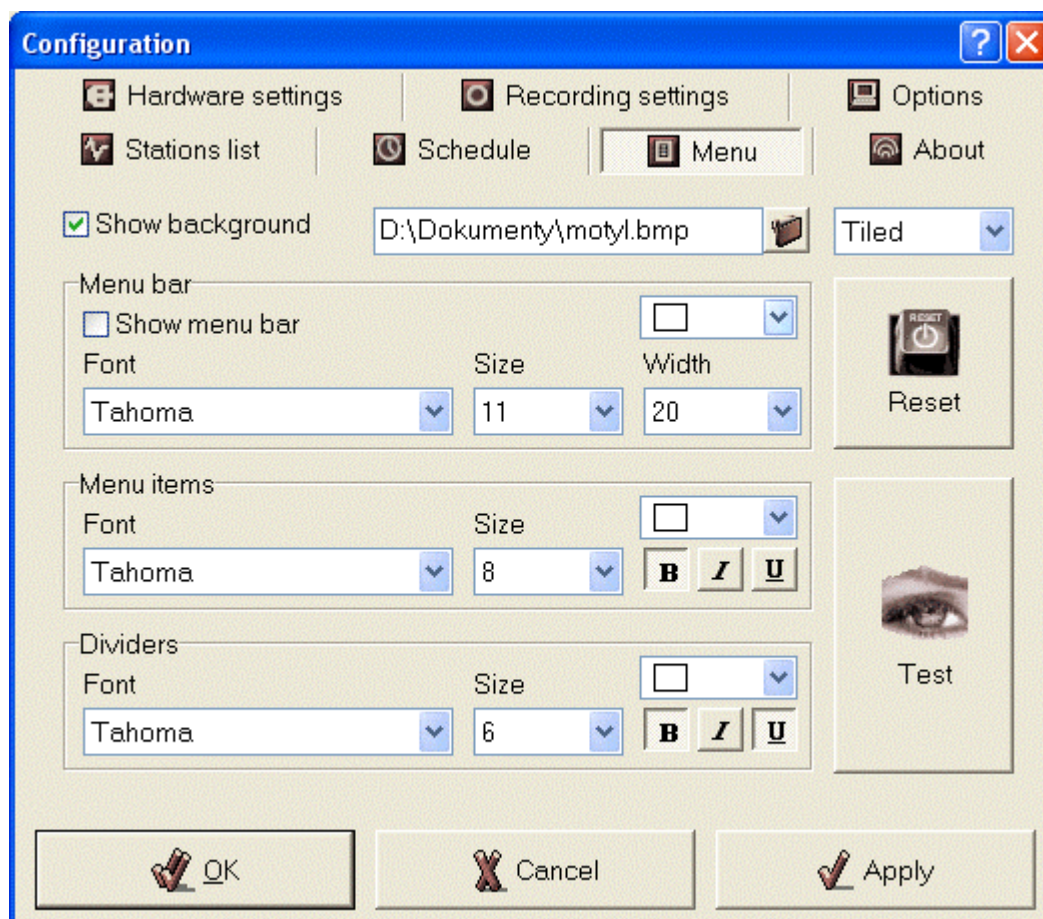 Configuration
Hardware settings
Recording settings
Options
Stations list
Schedule
Menu
About
Show background
D:\Dokumenty\motyl.bmp
Tiled
Menu bar
Show menu bar
Font
Size
Width
Tahoma
11
20
RESET
Reset
Menu items
Font
Size
Tahoma
8
B
I
U
Dividers
Font
Size
Tahoma
6
B
I
U
Test
OK
Cancel
Apply